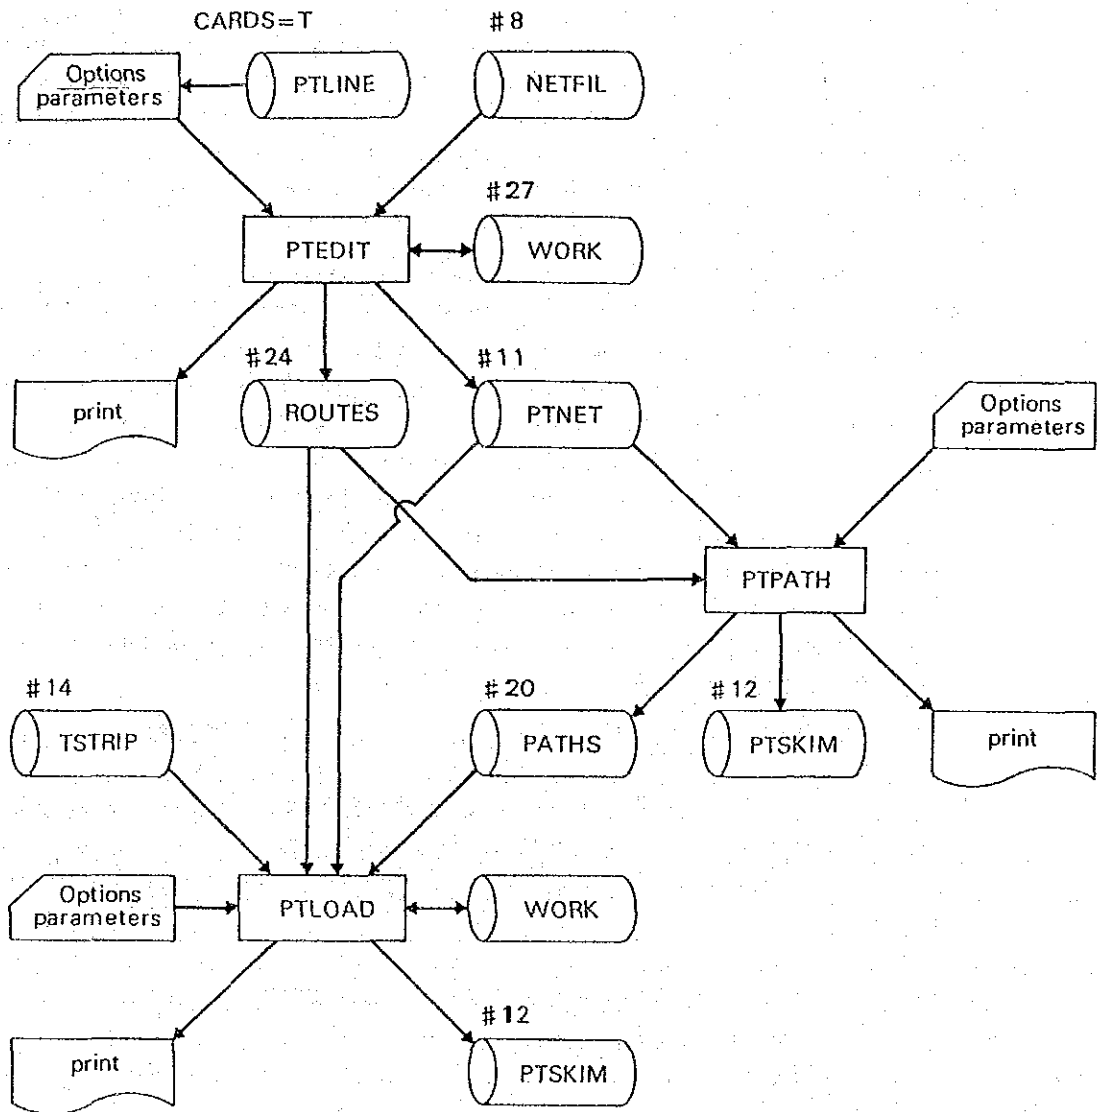 CARDS=T
#8
Options
parameters
PTLINE
NETFIL
#27
PTEDIT
WORK
#24
#11
print
ROUTES
PTNET
Options
parameters
PTPATH
#14
#20
#12
TSTRIP
PATHS
PTSKIM
print
Options
parameters
PTLOAD
WORK
#12
print
PTSKIM